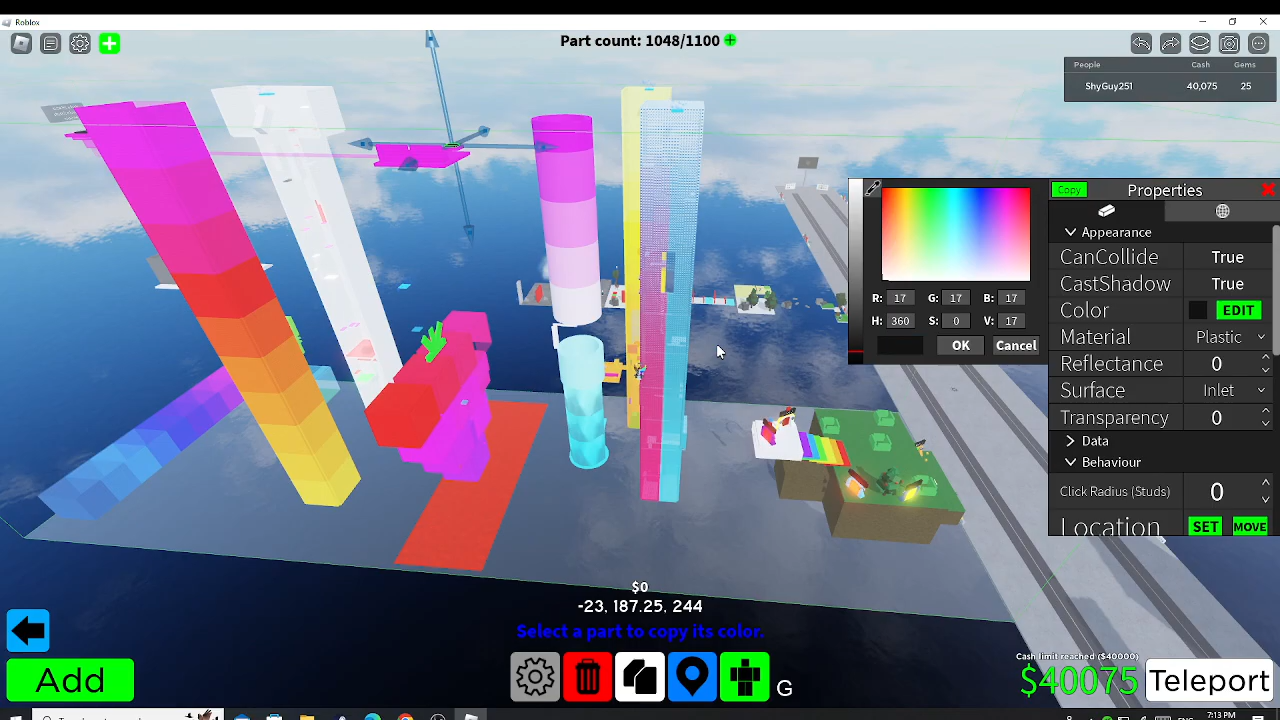 Roblox
Part count: 1048/1100
People Cash Gems
ShyGuy251 40,075 25
Copy Properties
Appearance
CanCollide True
CastShadow True
Color EDIT
Material Plastic
Reflectance 0
Surface Inlet
Transparency 0
Data
Behaviour
Click Radius (Studs) 0
Location SET MOVE
R: 17 G: 17 B: 17
H: 360 S: 0 V: 17
OK Cancel
$0
-23, 187.25, 244
Select a part to copy its color.
G
Add
Cash limit reached ($40000)
$40075
Teleport
7:13 PM